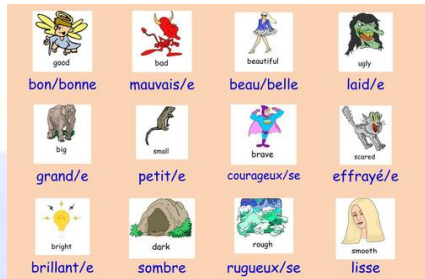 good bad beautiful ugly
bon/bonne mauvais/e beau/belle laid/e
big small brave scared
grand/e petit/e courageux/se effrayé/e
bright dark rough smooth
brillant/e sombre rugueux/se lisse